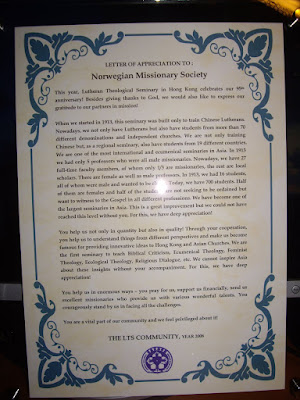 LETTER OF APPRECIATION TO :
Norwegian Missionary Society
This year, Lutheran Theological Seminary in Hong Kong celebrates our 95th
anniversary! Besides giving thanks to God, we would also like to express our
gratitude to our partners in mission!
When we started in 1913, this seminary was built only to train Chinese Lutherans.
Nowadays, we not only have Lutherans but also have students from more than 70
different denominations and Independent churches. We are not only training
Chinese but, as a regional seminary, also have students from 19 different countries.
We are one of the most international and ecumenical seminaries in Asia. In 1913
we had only 5 professors who were all male missionaries. Nowadays, we have 27
full-time faculty members, of whom only 1/3 are missionaries, the rest are local
scholars. There are female as well as male professors. In 1913, we had 10 students,
all of whom were male and wanted to be Today, we have 700 students. Half
of them are females and half of the students are not seeking to be ordained but
want to witness to the Gospel in all different professions. We have become one of
the largest seminaries in Asia. This is a great improvement but we could not have
reached this level without you. For this, we have deep appreciation!
You help us not only in quantity but also in quality! Through your cooperation,
you help us to understand things from different perspectives and make us become
famous for providing innovative ideas to Hong Kong and Asian Churches. We are
the first seminary to teach Biblical Criticism, Ecumenical Theology, Feminist
Theology, Ecological Theology, Religious Dialogue, etc. We cannot inspire Asia
about these insights without your accompaniment. For this, we have deep
appreciation!
You help us in enormous ways - you pray for us, support us financially, send us
excellent missionaries who provide us with various wonderful talents. You
courageously stand by us in facing all the challenges.
You are a vital part of our community and we feel privileged about it!
THE LTS COMMUNITY, YEAR 2008